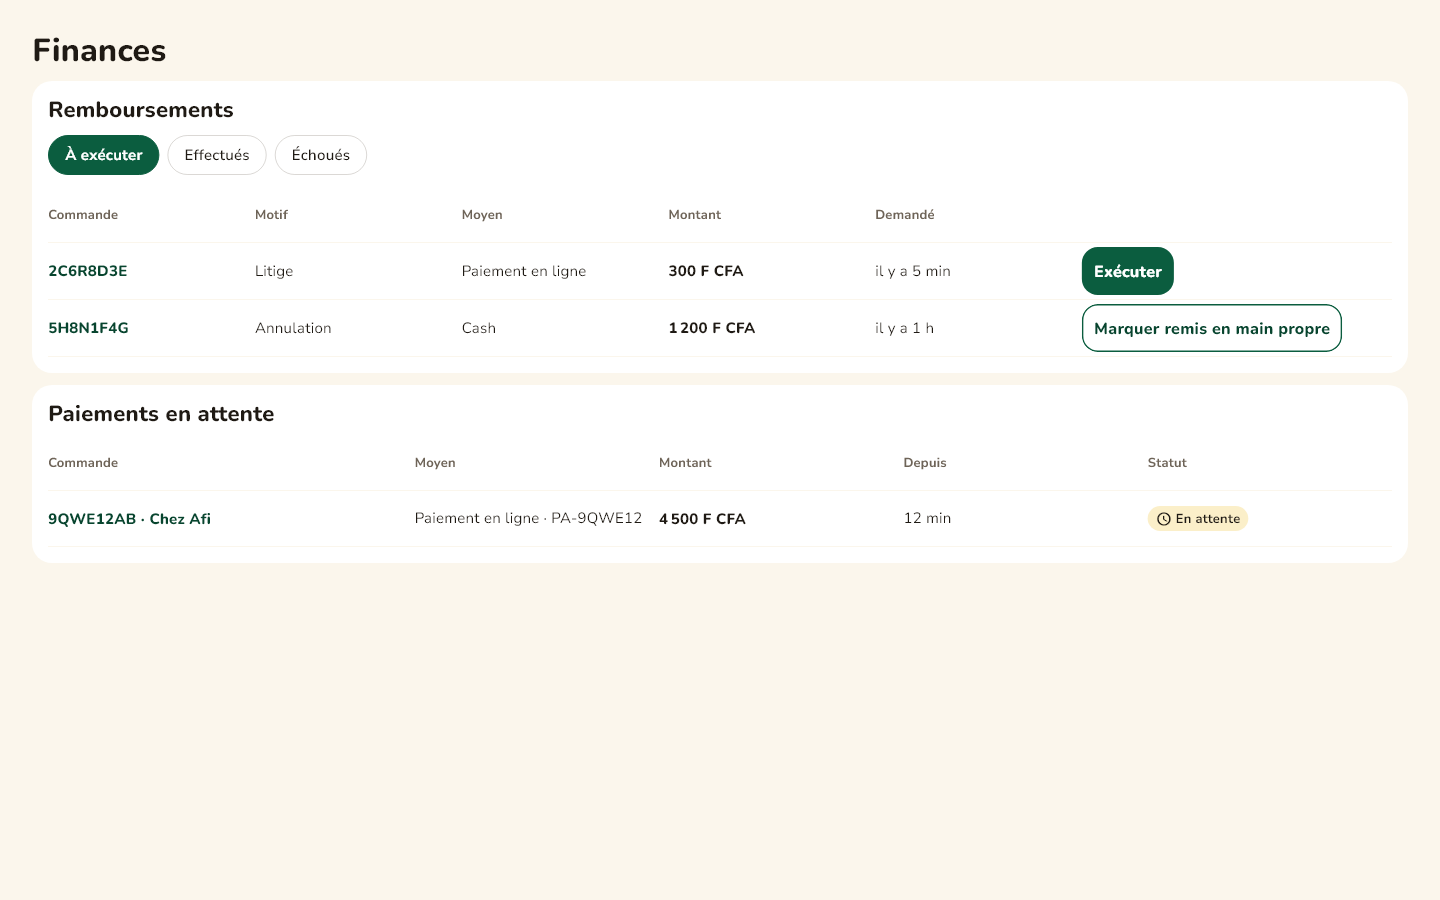 Finances
Remboursements
À exécuter Effectués Échoués
Commande Motif Moyen Montant Demandé
2C6R8D3E Litige Paiement en ligne 300 F CFA il y a 5 min Exécuter
5H8N1F4G Annulation Cash 1 200 F CFA il y a 1 h Marquer remis en main propre
Paiements en attente
Commande Moyen Montant Depuis Statut
9QWE12AB · Chez Afi Paiement en ligne · PA-9QWE12 4 500 F CFA 12 min En attente